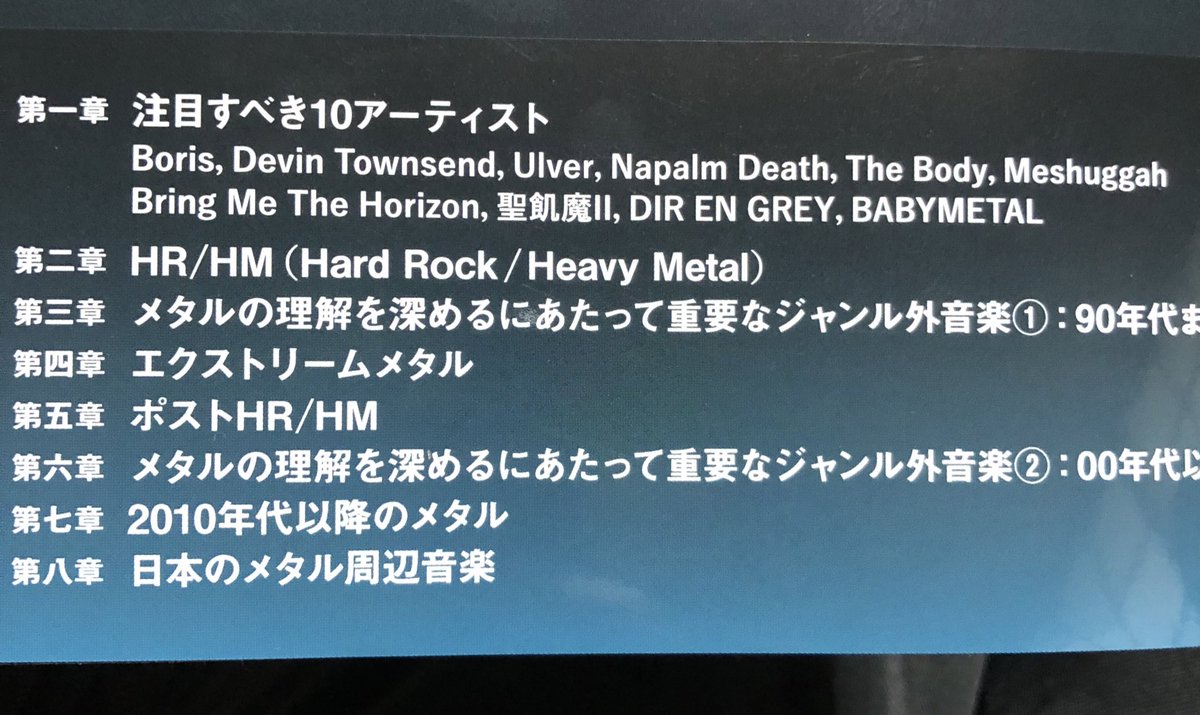 第一章 注目すべき10アーティスト
Boris, Devin Townsend, Ulver, Napalm Death, The Body, Meshuggah
Bring Me The Horizon, 聖飢魔II, DIR EN GREY, BABYMETAL
第二章 HR/HM（Hard Rock/Heavy Metal）
第三章 メタルの理解を深めるにあたって重要なジャンル外音楽①：90年代ま
第四章 エクストリームメタル
第五章 ポストHR/HM
第六章 メタルの理解を深めるにあたって重要なジャンル外音楽②：00年代以
第七章 2010年代以降のメタル
第八章 日本のメタル周辺音楽